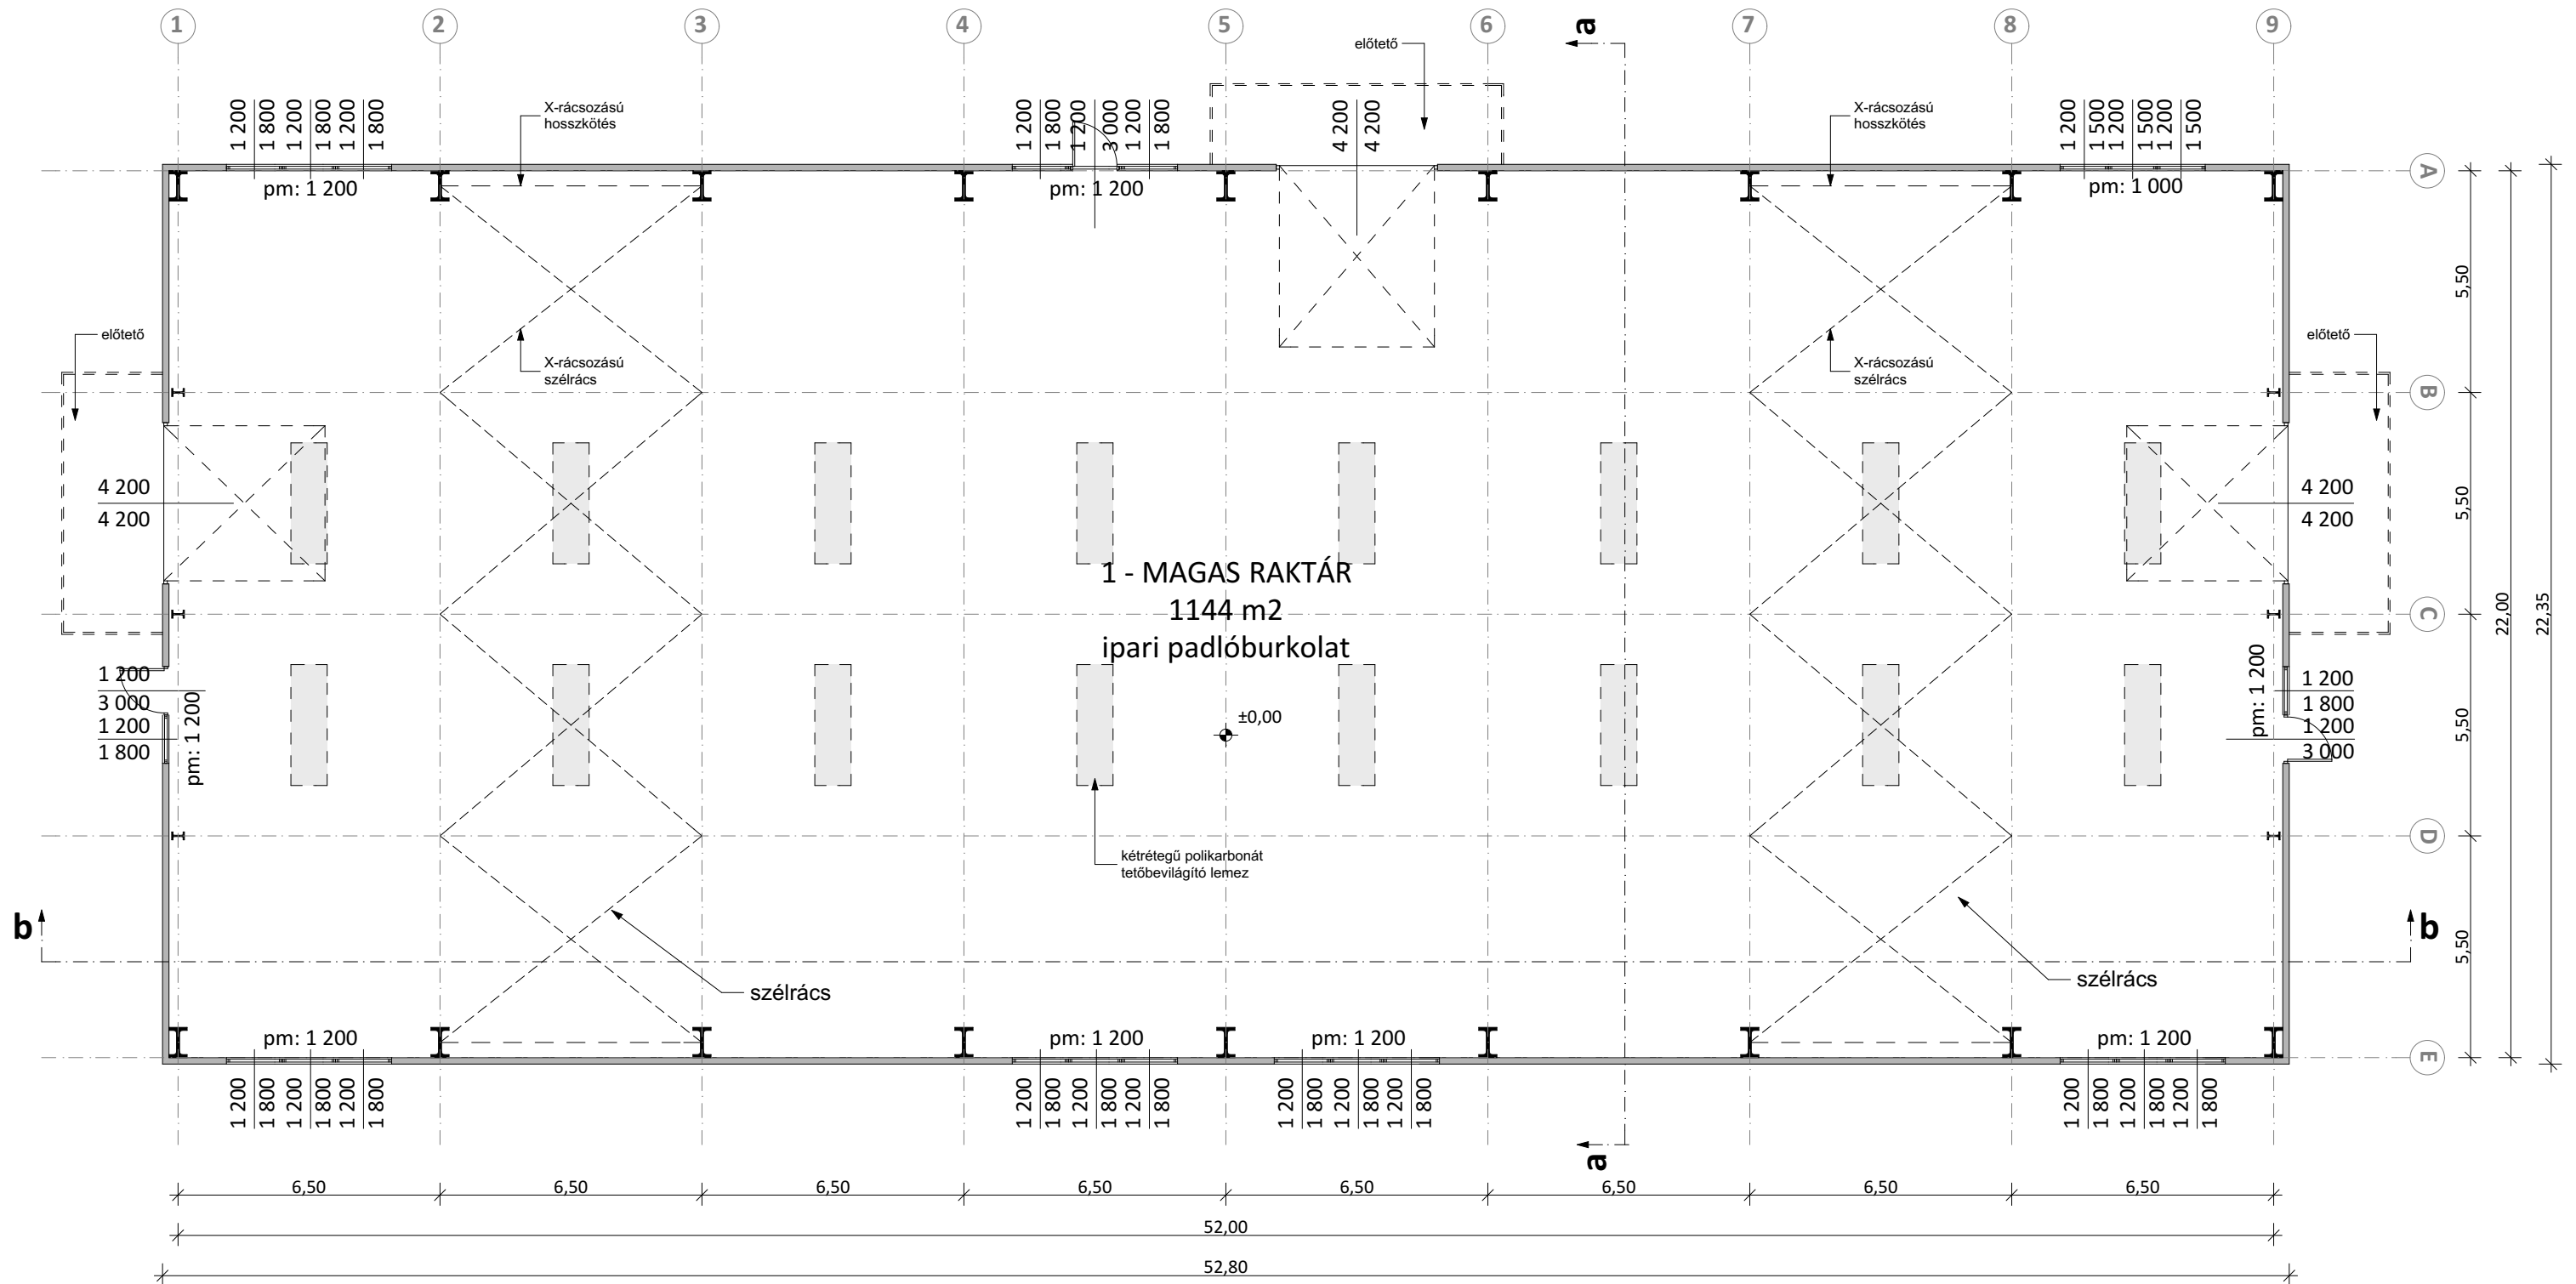 1 2 3 4 5 6 7 8 9
a
előtető
1 200
1 800
1 200
1 800
1 200
1 800
X-rácsozású
hosszkötés
1 200
1 800
1 200
3 000
1 200
1 800
4 200
4 200
X-rácsozású
hosszkötés
1 200
1 500
1 200
1 500
1 200
1 500
A
pm: 1 200
pm: 1 200
pm: 1 000
5,50
előtető
X-rácsozású
szélrács
X-rácsozású
szélrács
előtető
B
4 200
4 200
4 200
4 200
5,50
1 - MAGAS RAKTÁR
1144 m2
ipari padlóburkolat
C
22,00
22,35
1 200
3 000
1 200
1 800
pm: 1 200
±0,00
pm: 1 200
1 200
1 800
1 200
3 000
5,50
D
kétrétegű polikarbonát
tetőbevilágító lemez
b
b
5,50
szélrács
szélrács
pm: 1 200
pm: 1 200
pm: 1 200
pm: 1 200
E
1 200
1 800
1 200
1 800
1 200
1 800
1 200
1 800
1 200
1 800
1 200
1 800
1 200
1 800
1 200
1 800
1 200
1 800
1 200
1 800
1 200
1 800
1 200
1 800
a
6,50 6,50 6,50 6,50 6,50 6,50 6,50 6,50
52,00
52,80